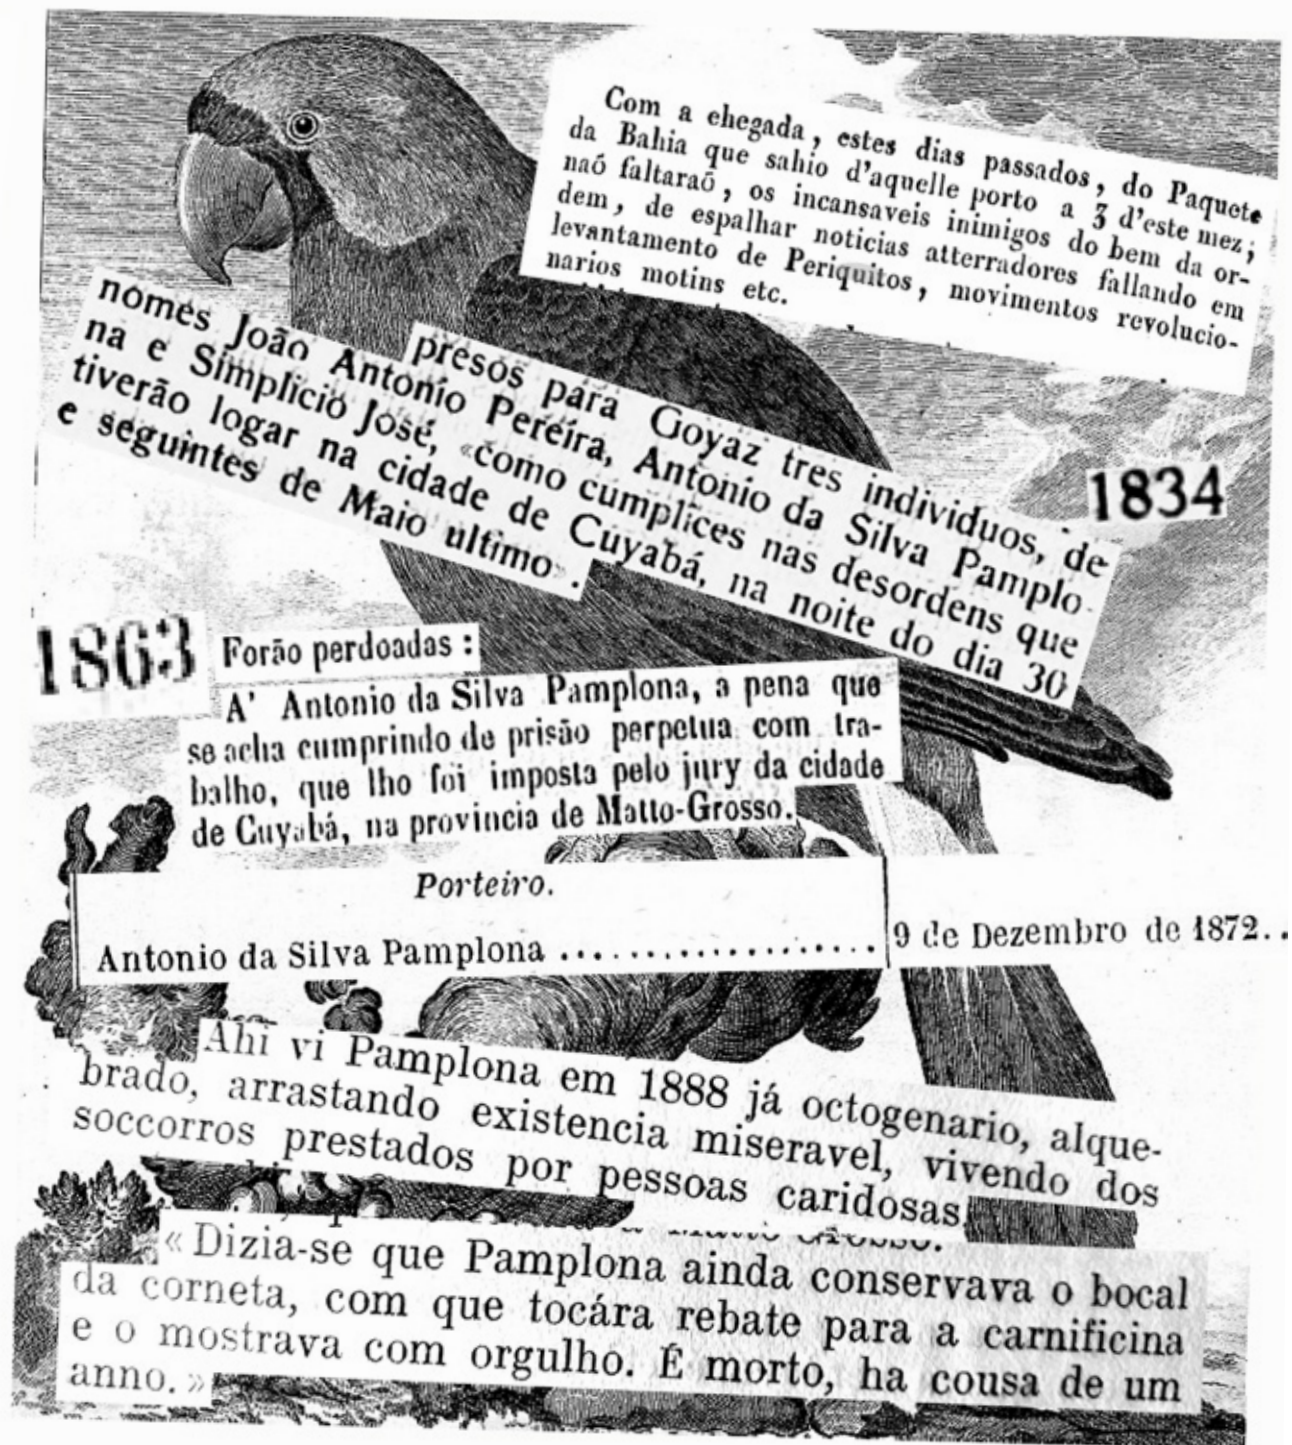 Com a chegada, estes dias passados, do Paquete
da Bahia que sahio d'aquelle porto a 3 d'este mez;
naõ faltaraõ, os incansaveis inimigos do bem da or-
dem, de espalhar noticias atterradores fallando em
levantamento de Periquitos, movimentos revolucio-
narios motins etc.
presos para Goyaz tres individuos, de
nomes João Antonio Pereira, Antonio da Silva Pamplo-
na e Simplicio José, «como cumplices nas desordens que
tiverão logar na cidade de Cuyabá, na noite do dia 30
e seguintes de Maio ultimo».
1834
1863
Forão perdoadas :
A' Antonio da Silva Pamplona, a pena que
se acha cumprindo de prisão perpetua com tra-
balho, que lho foi imposta pelo jury da cidade
de Cuyabá, na provincia de Matto-Grosso.
Porteiro.
Antonio da Silva Pamplona ................... 9 de Dezembro de 1872..
Ahi vi Pamplona em 1888 já octogenario, alque-
brado, arrastando existencia miseravel, vivendo dos
soccorros prestados por pessoas caridosas.
«Dizia-se que Pamplona ainda conservava o bocal
da corneta, com que tocára rebate para a carnificina
e o mostrava com orgulho. É morto, ha cousa de um
anno.»